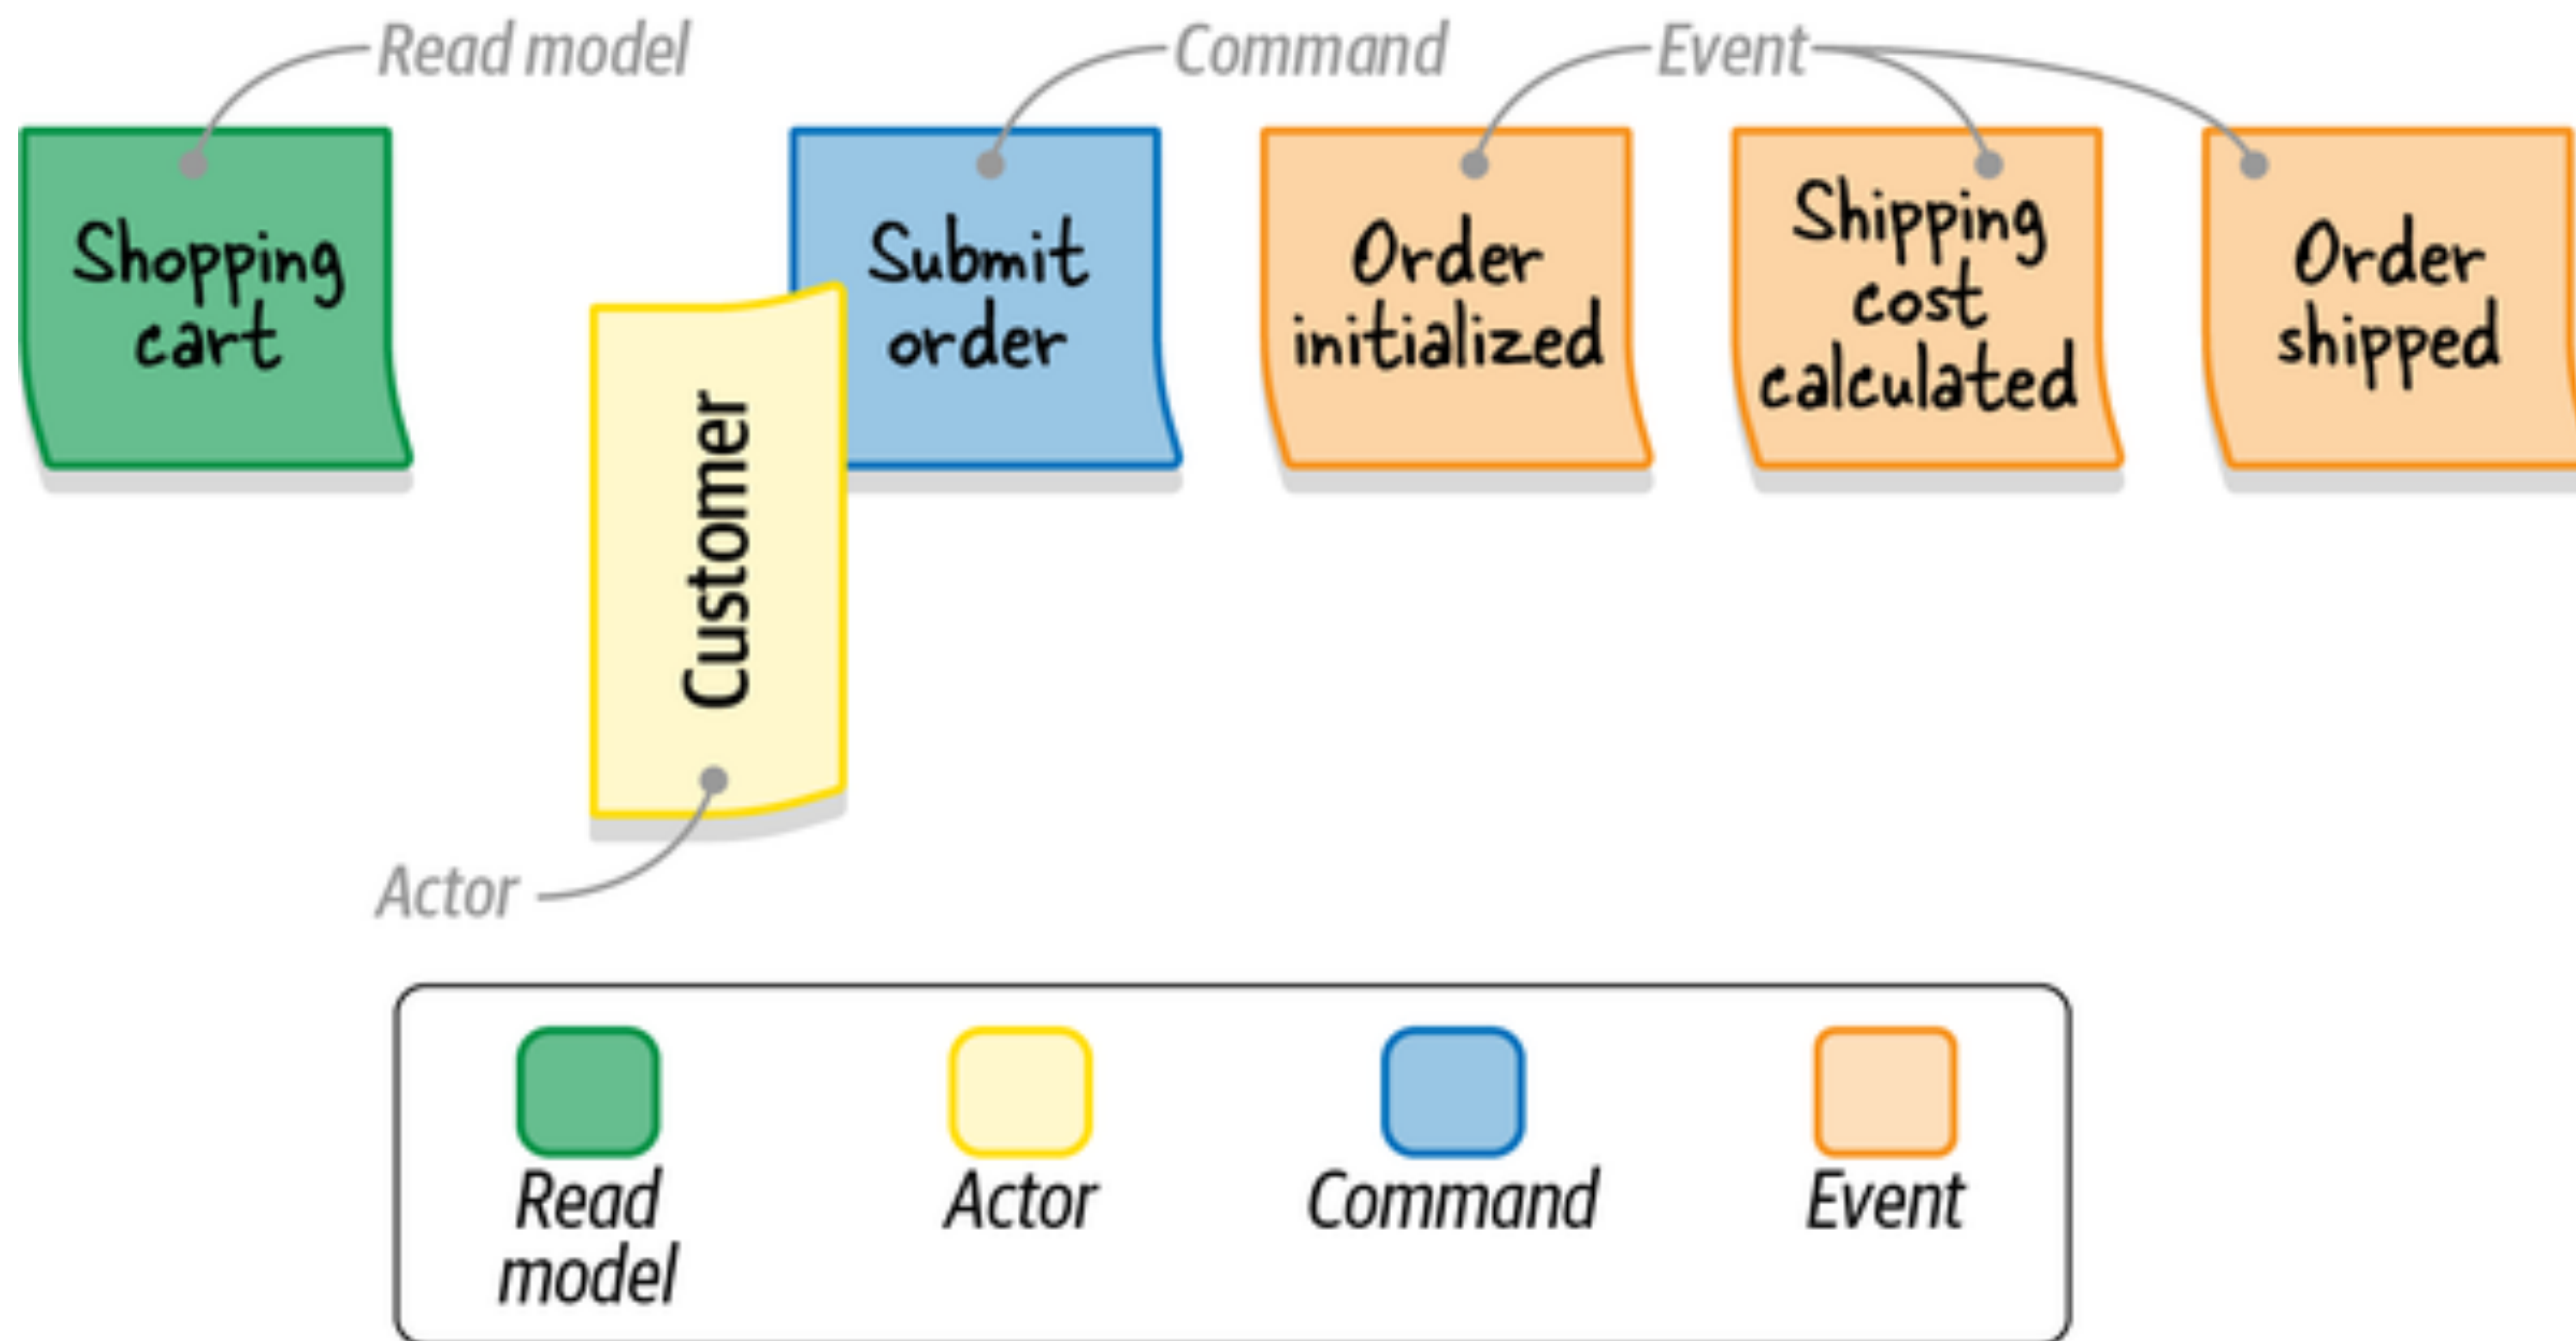 Read model
Command
Event
Shopping
cart
Submit
order
Order
initialized
Shipping
cost
calculated
Order
shipped
Customer
Actor
Read
model
Actor
Command
Event